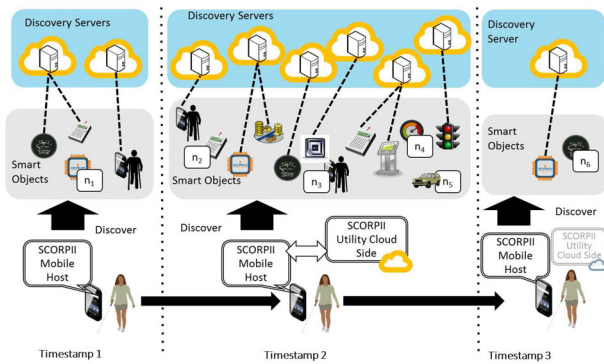 Discovery Servers
Smart
Objects
n1
Discover
SCORPII
Mobile
Host
Timestamp 1
Discovery Servers
n2
n3
n4
n5
Smart Objects
Discover
SCORPII
Mobile
Host
SCORPII
Utility Cloud
Side
Timestamp 2
Discovery
Server
Smart
Objects
n6
Discover
SCORPII
Mobile
Host
SCORPII
Utility
Cloud Side
Timestamp 3